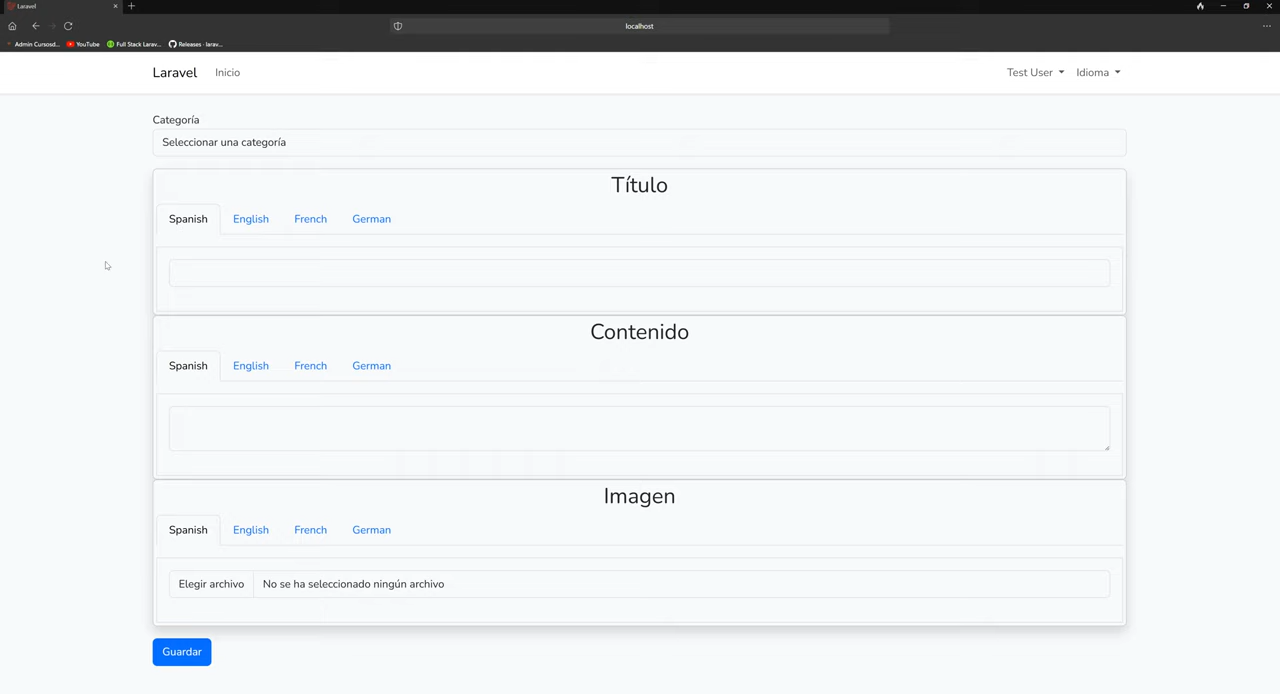 Laravel
localhost
Admin Cursosd... YouTube Full Stack Larav... Releases · larav...
Laravel Inicio Test User Idioma
Categoría
Seleccionar una categoría
Título
Spanish English French German
Contenido
Spanish English French German
Imagen
Spanish English French German
Elegir archivo No se ha seleccionado ningún archivo
Guardar